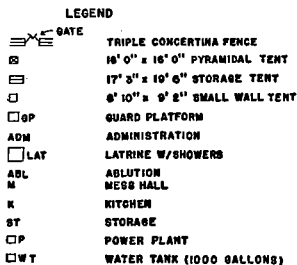 LEGEND
GATE
TRIPLE CONCERTINA FENCE
16' 0" x 16' 0" PYRAMIDAL TENT
17' 3" x 19' 6" STORAGE TENT
8' 10" x 9' 2" SMALL WALL TENT
GP GUARD PLATFORM
ADM ADMINISTRATION
LAT LATRINE W/SHOWERS
ABL ABLUTION
M MESS HALL
K KITCHEN
ST STORAGE
P POWER PLANT
WT WATER TANK (1000 GALLONS)